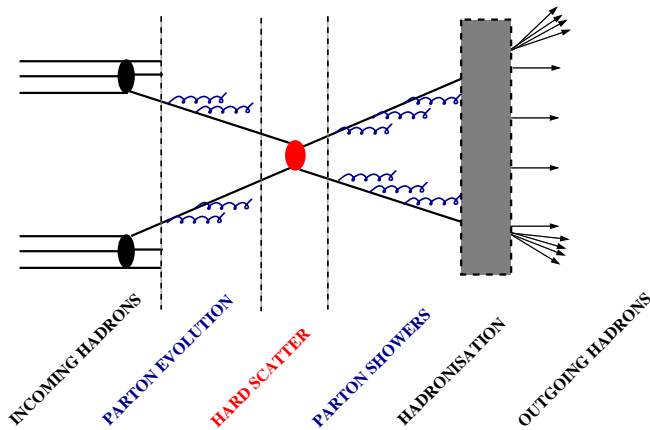 INCOMING HADRONS
PARTON EVOLUTION
HARD SCATTER
PARTON SHOWERS
HADRONISATION
OUTGOING HADRONS